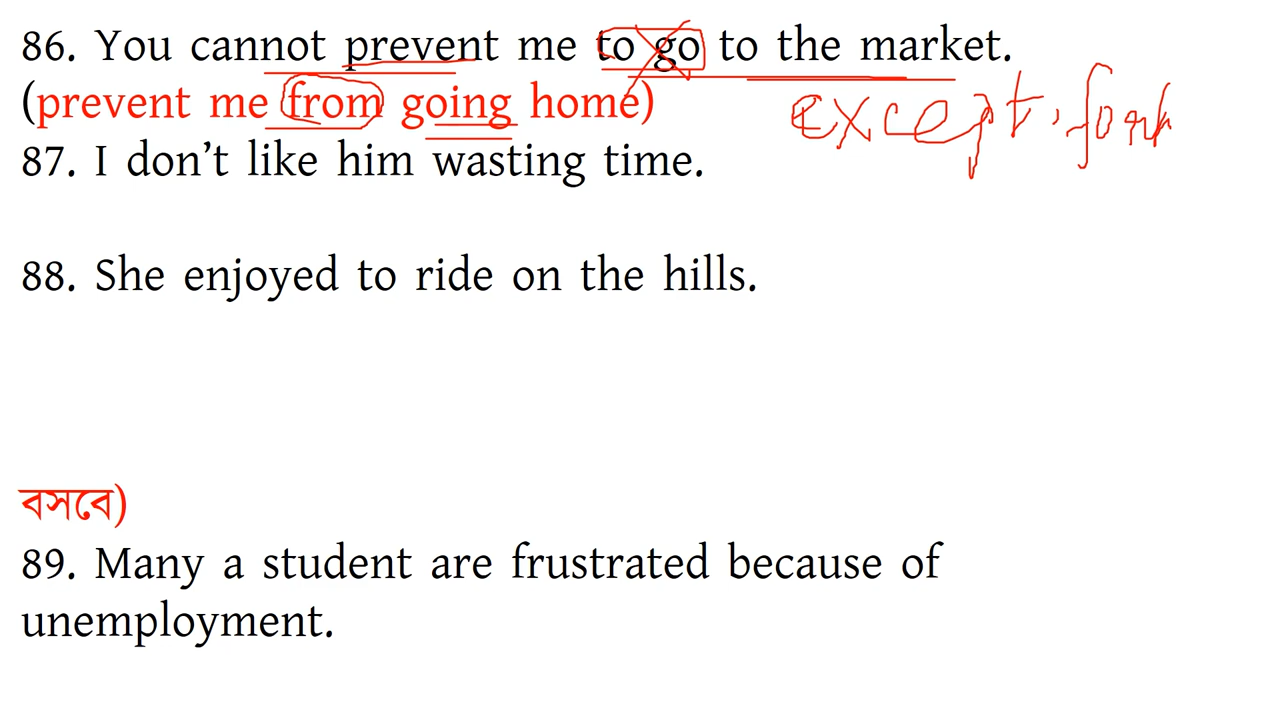 86. You cannot prevent me to go to the market.
(prevent me from going home)
except,
87. I don’t like him wasting time.
88. She enjoyed to ride on the hills.
বসবে)
89. Many a student are frustrated because of
unemployment.